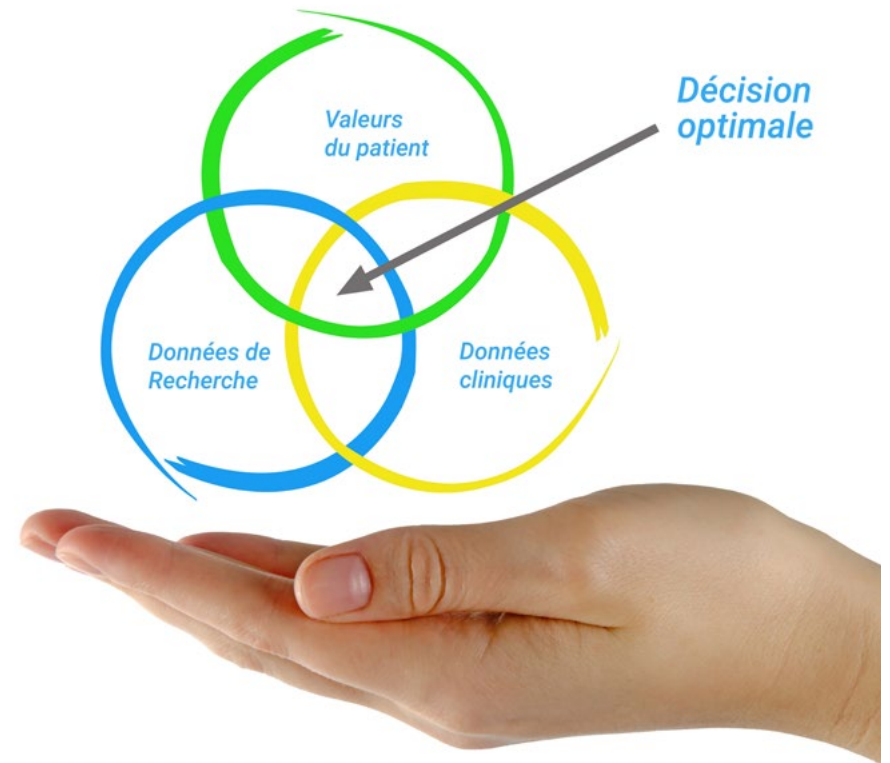 Décision
optimale
Valeurs
du patient
Données de
Recherche
Données
cliniques